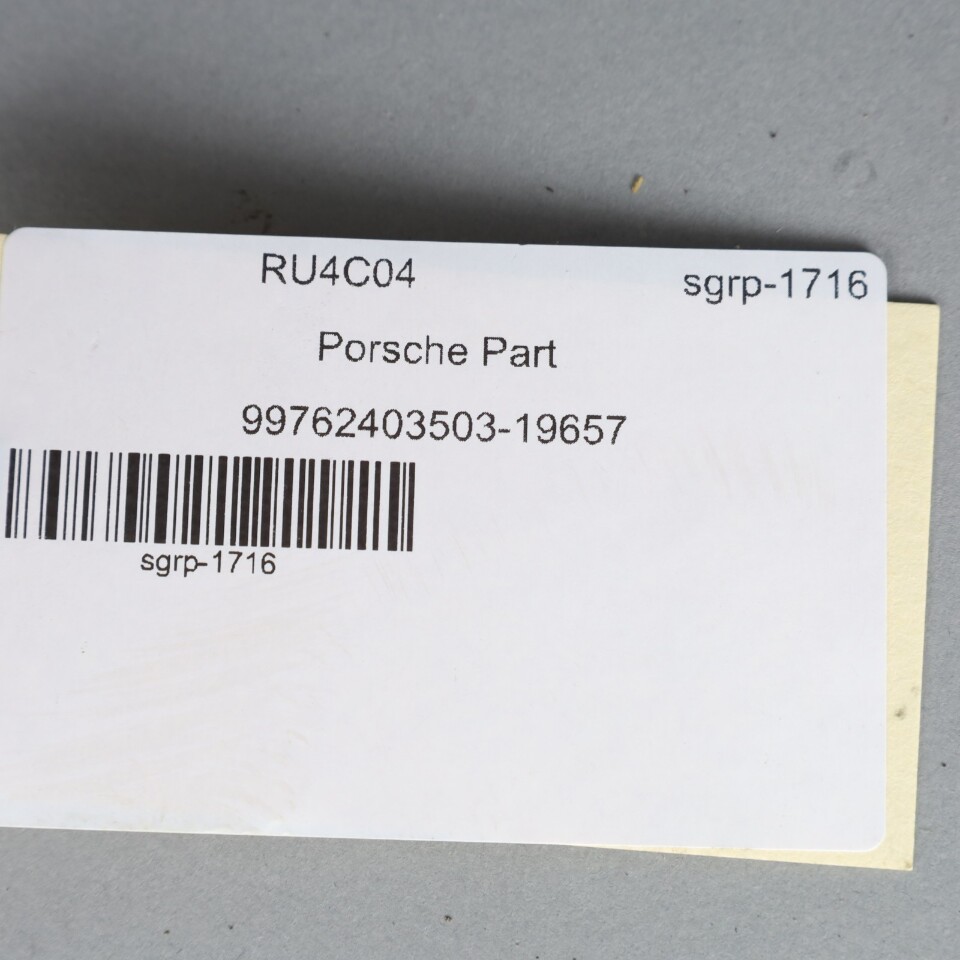 RU4C04 sgrp-1716
Porsche Part
99762403503-19657
sgrp-1716